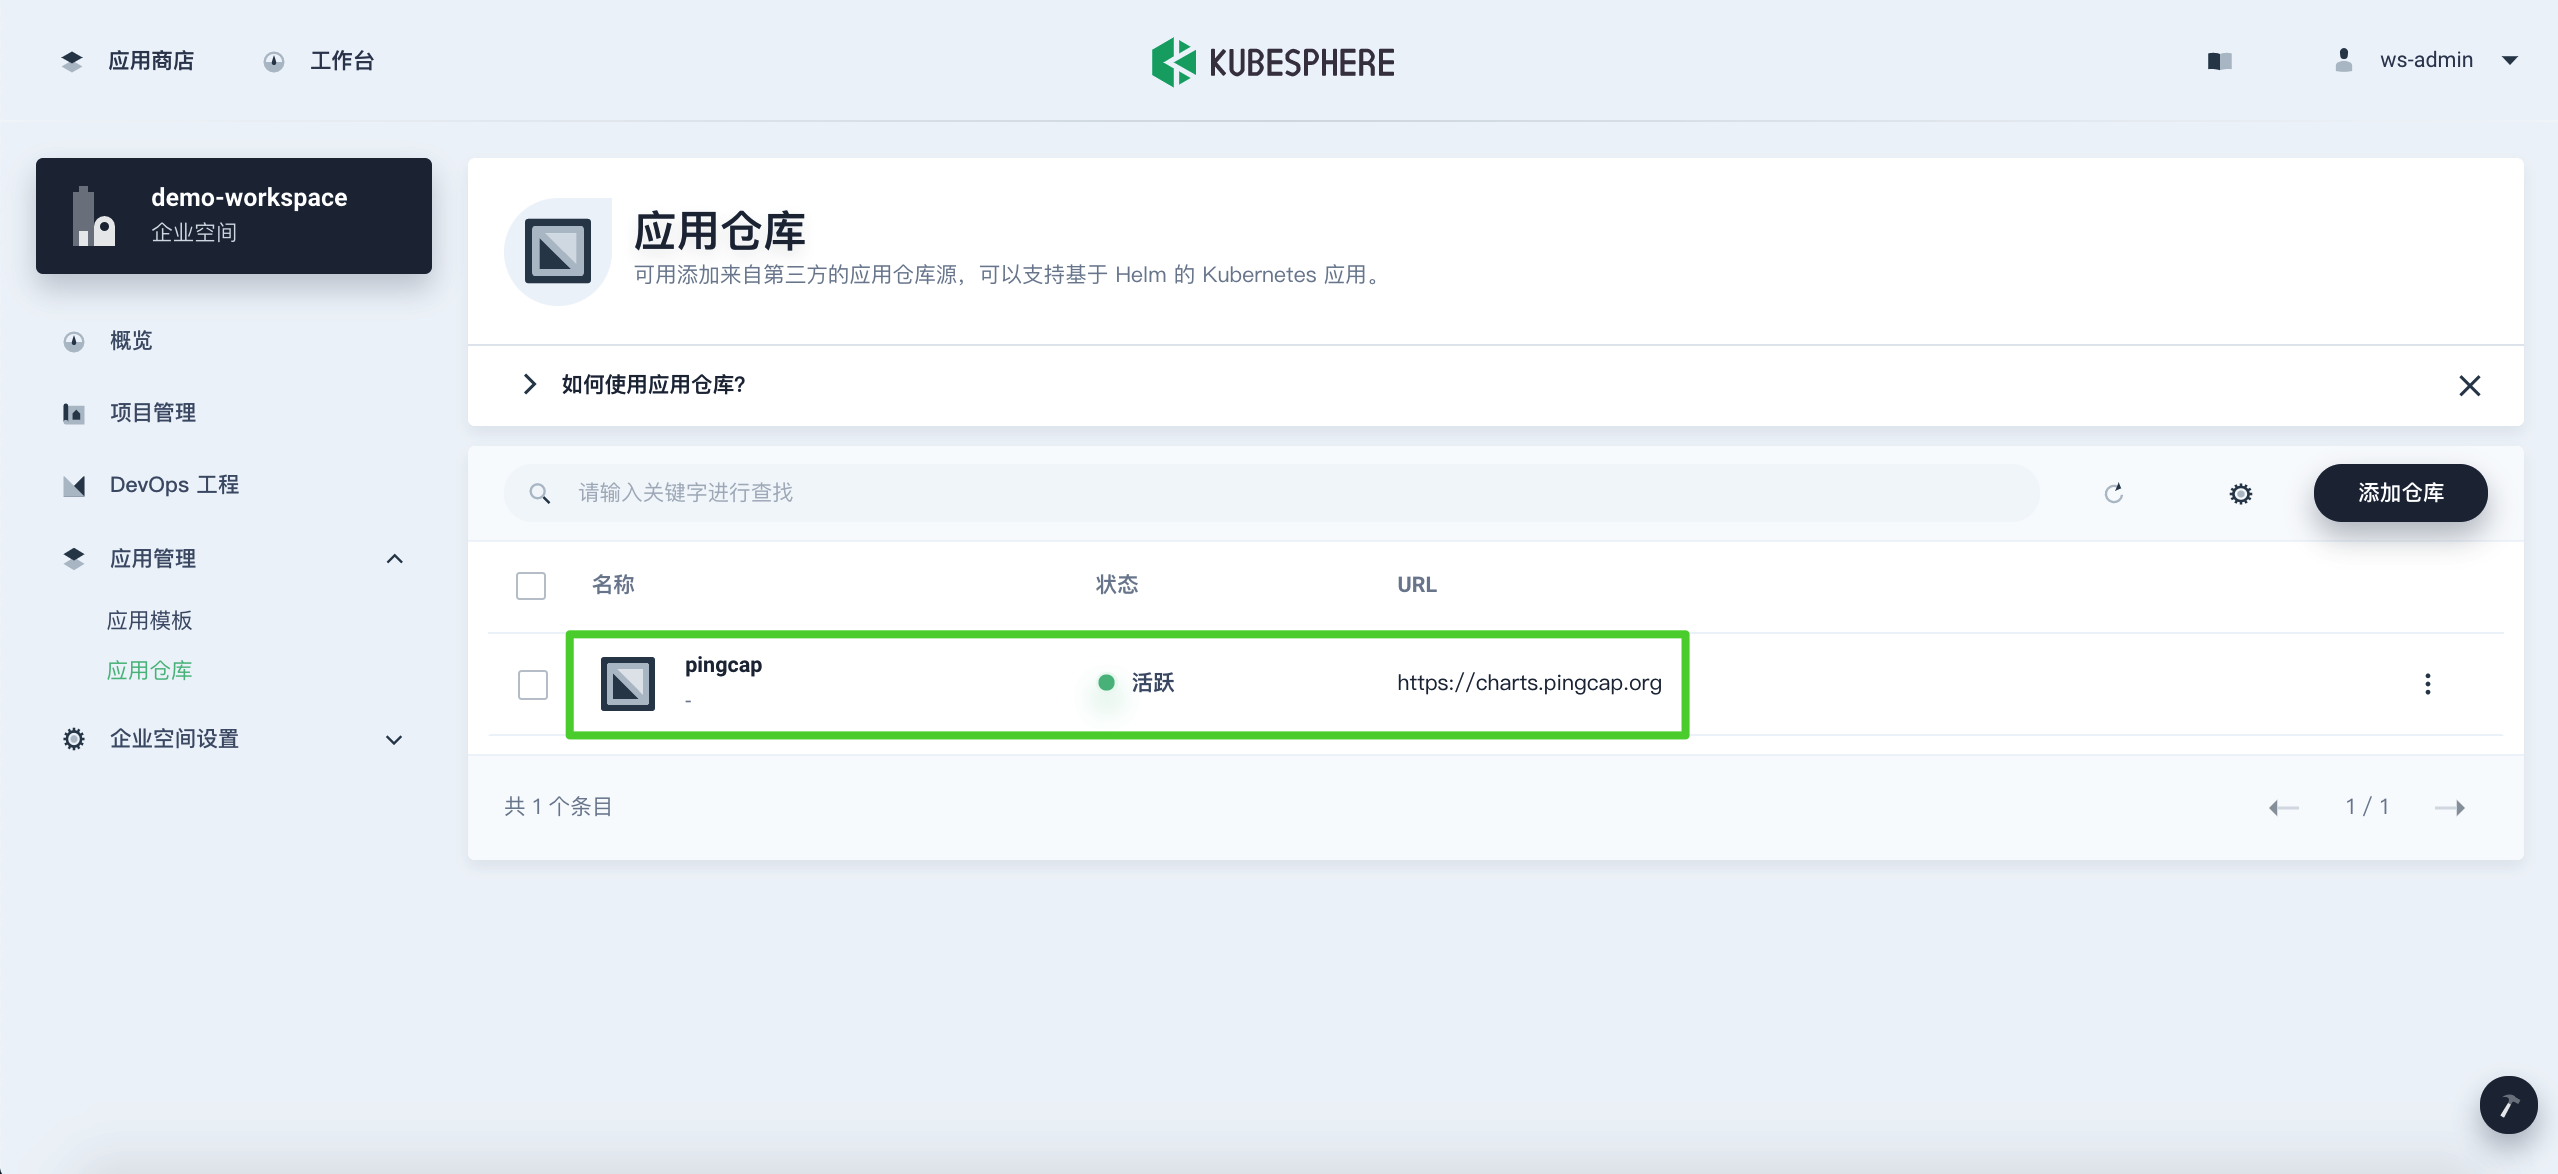 应用商店
工作台
KUBESPHERE
ws-admin
demo-workspace
企业空间
概览
项目管理
DevOps 工程
应用管理
应用模板
应用仓库
企业空间设置
应用仓库
可用添加来自第三方的应用仓库源，可以支持基于 Helm 的 Kubernetes 应用。
如何使用应用仓库?
请输入关键字进行查找
添加仓库
名称 状态 URL
pingcap
-
活跃
https://charts.pingcap.org
共 1 个条目
1 / 1